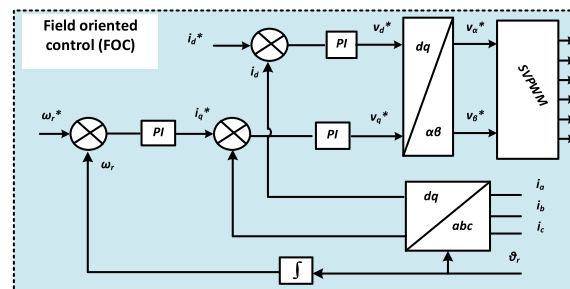 Field oriented
control (FOC)
i_d*
i_d
PI
v_d*
dq
αβ
v_α*
SVPWM
ω_r*
ω_r
PI
i_q*
PI
v_q*
v_β*
dq
abc
i_a
i_b
i_c
∫
ϑ_r